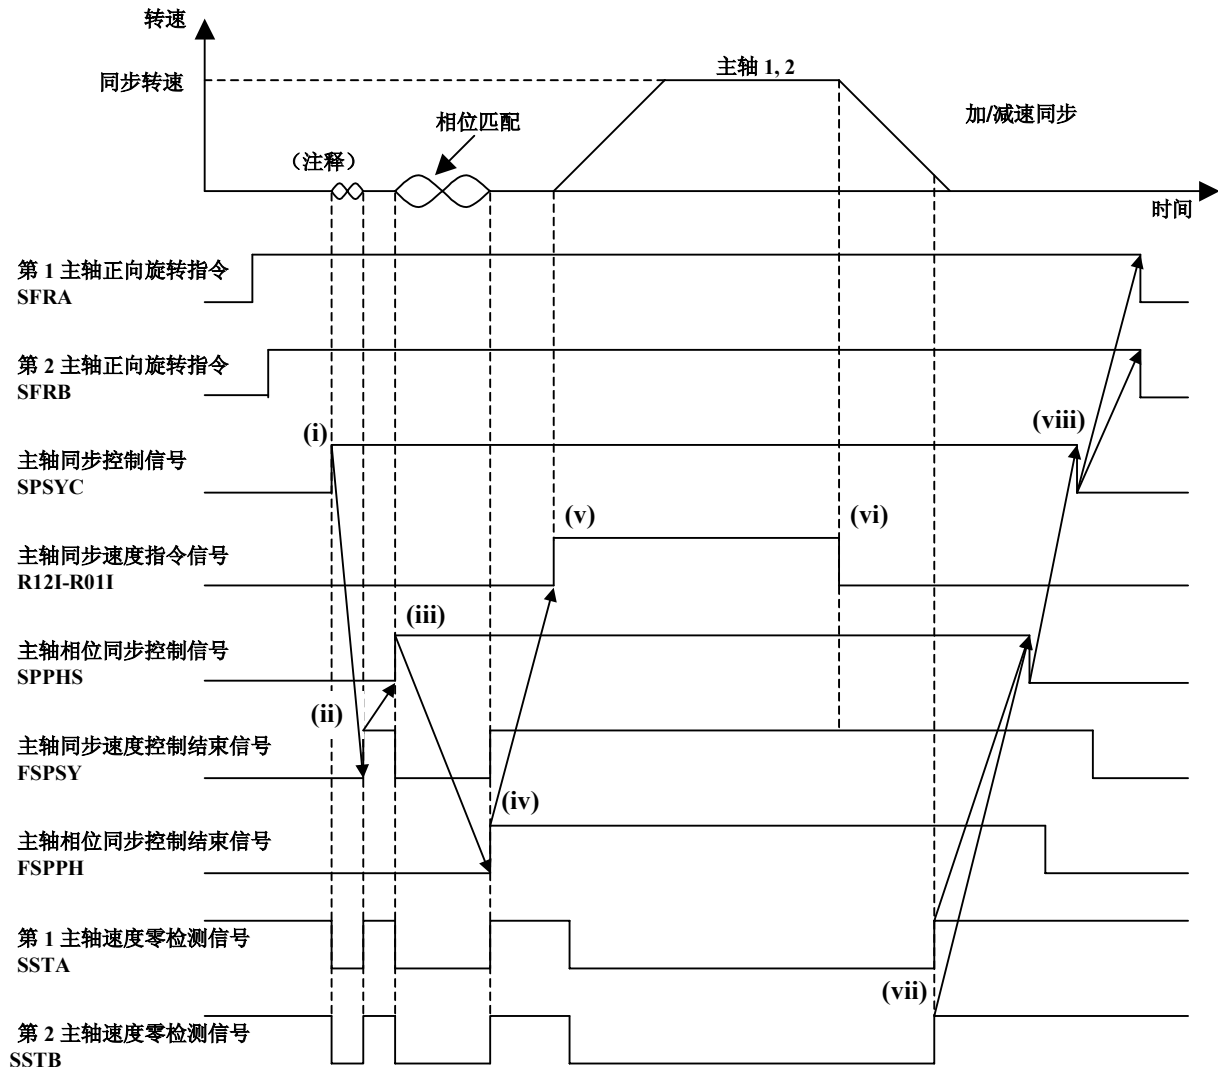 转速
同步转速
主轴 1, 2
加/减速同步
相位匹配
（注释）
时间
第 1 主轴正向旋转指令
SFRA
第 2 主轴正向旋转指令
SFRB
(i)
(viii)
主轴同步控制信号
SPSYC
(v)
(vi)
主轴同步速度指令信号
R12I-R01I
(iii)
主轴相位同步控制信号
SPPHS
(ii)
主轴同步速度控制结束信号
FSPSY
(iv)
主轴相位同步控制结束信号
FSPPH
第 1 主轴速度零检测信号
SSTA
(vii)
第 2 主轴速度零检测信号
SSTB